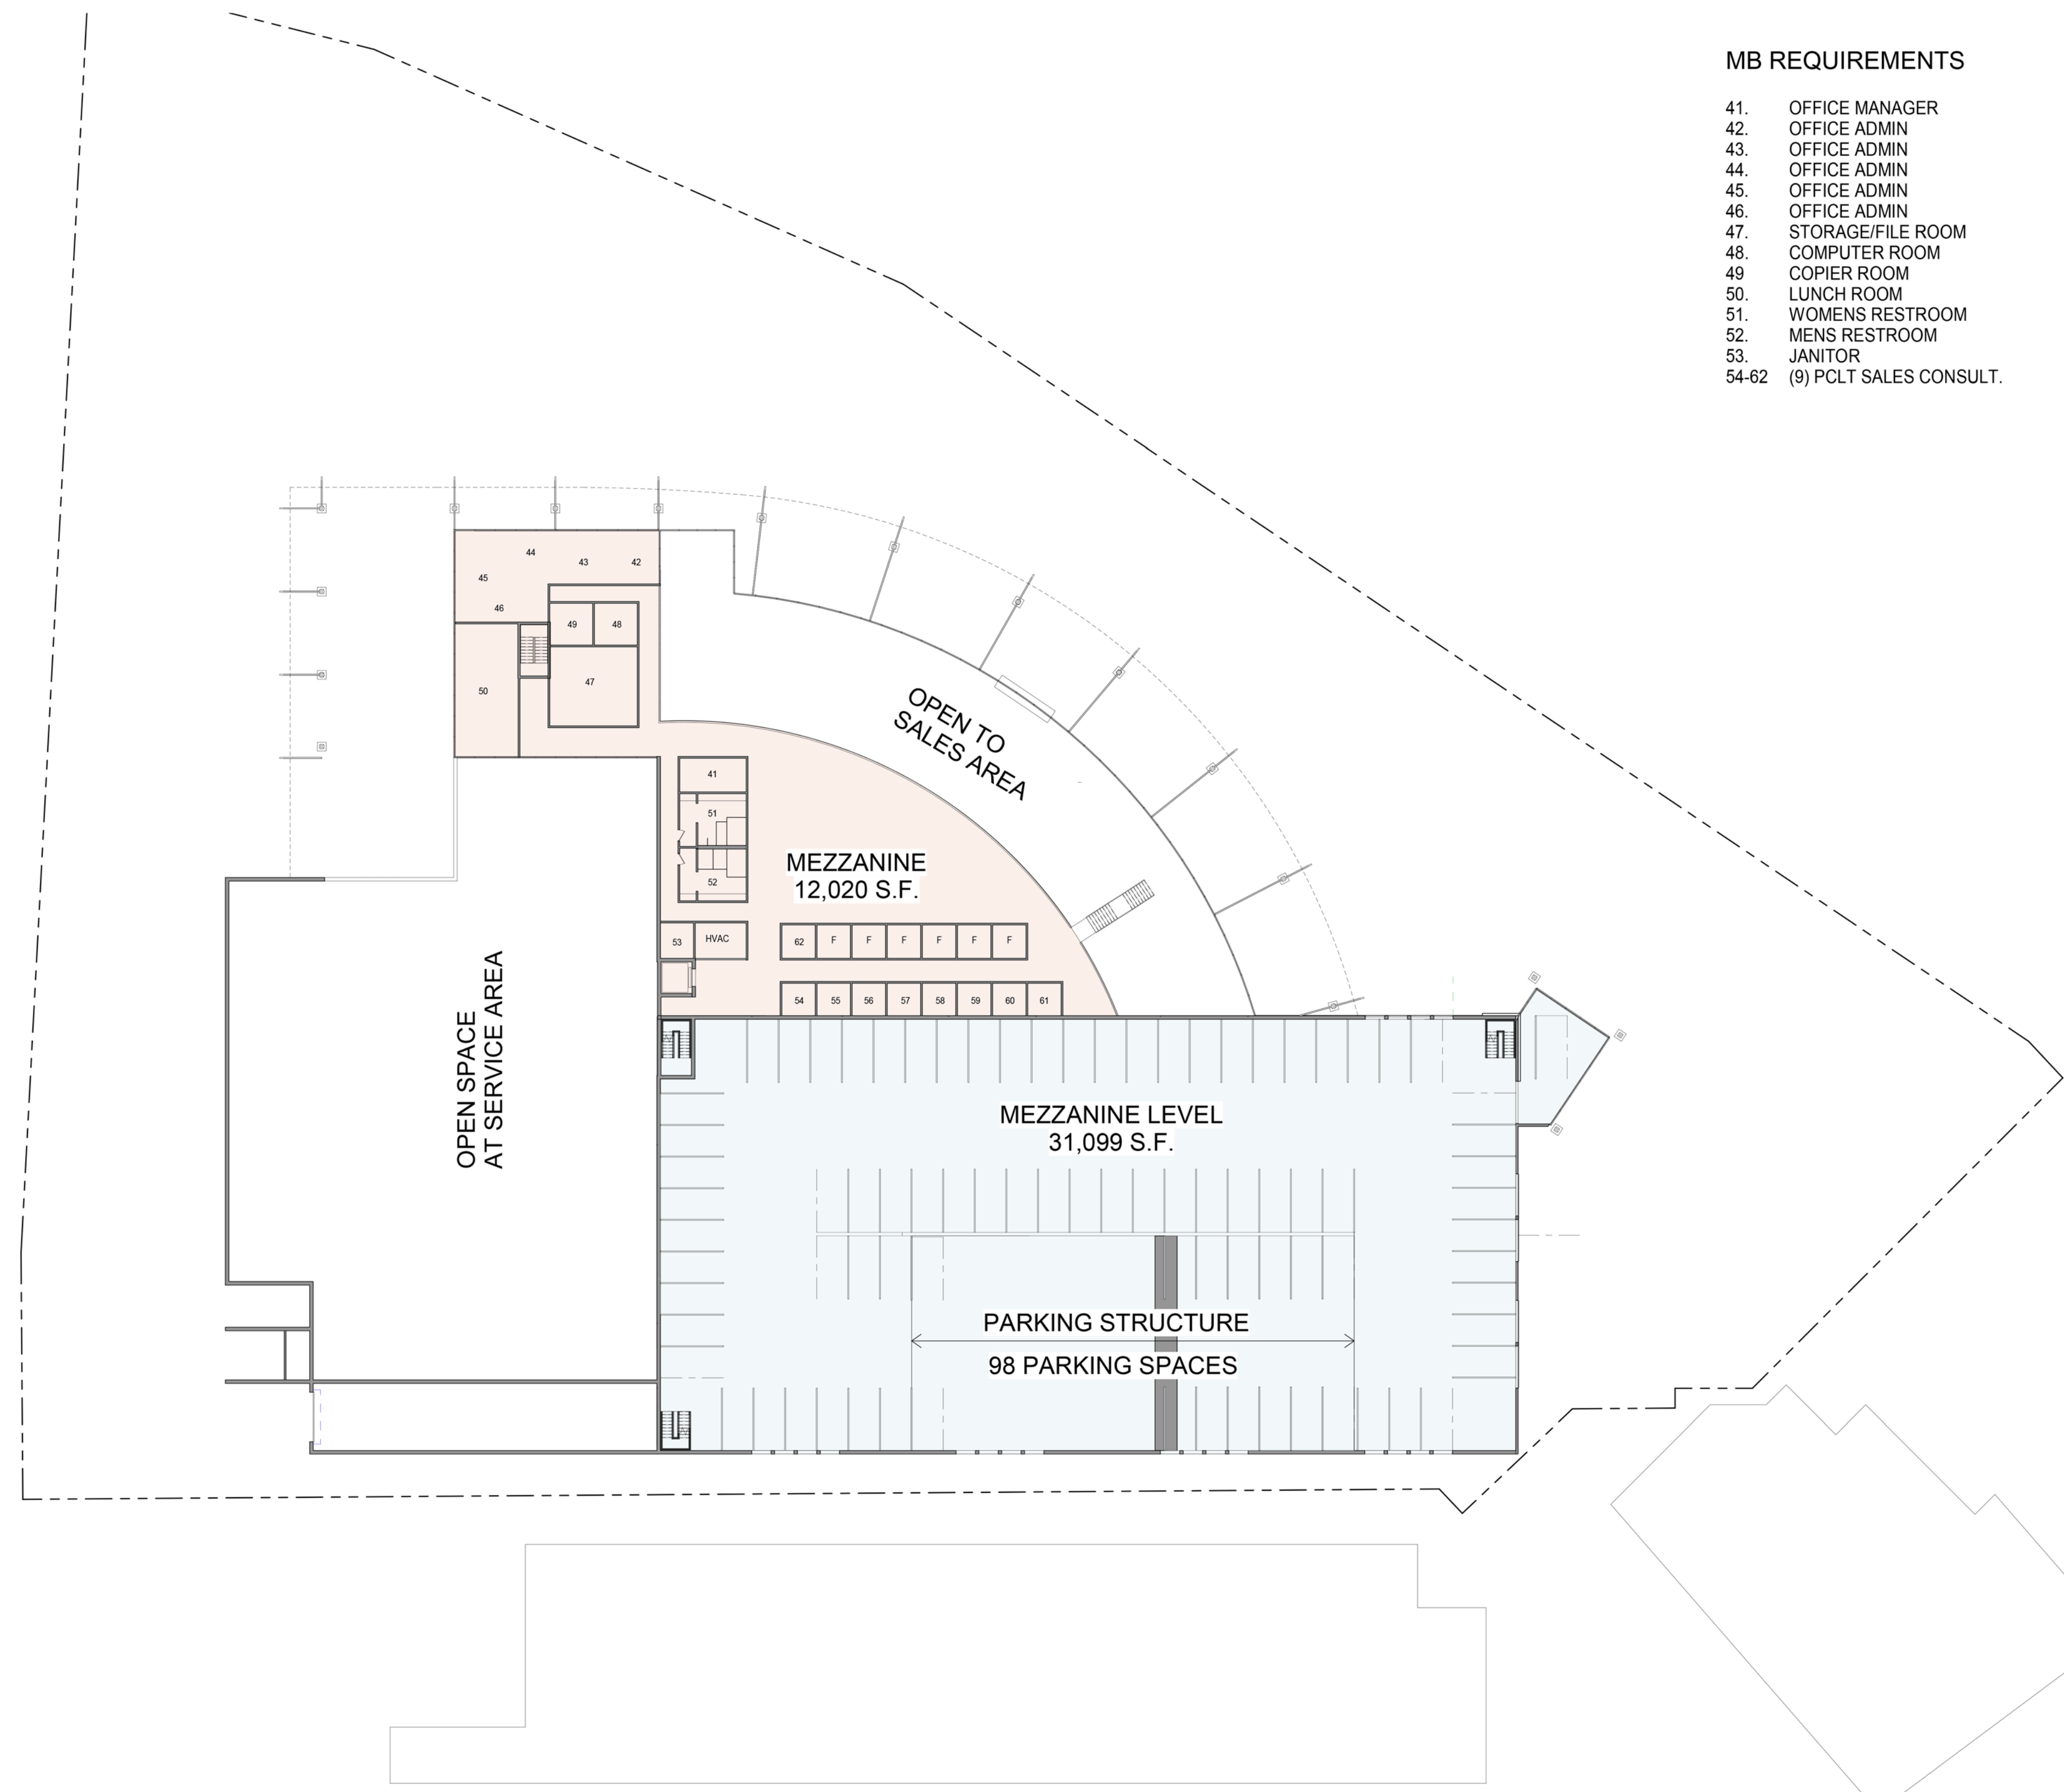 MB REQUIREMENTS
41. OFFICE MANAGER
42. OFFICE ADMIN
43. OFFICE ADMIN
44. OFFICE ADMIN
45. OFFICE ADMIN
46. OFFICE ADMIN
47. STORAGE/FILE ROOM
48. COMPUTER ROOM
49 COPIER ROOM
50. LUNCH ROOM
51. WOMENS RESTROOM
52. MENS RESTROOM
53. JANITOR
54-62 (9) PCLT SALES CONSULT.
44
43
42
45
46
49
48
47
50
OPEN TO
SALES AREA
41
51
52
MEZZANINE
12,020 S.F.
53
HVAC
62
F
F
F
F
F
F
54
55
56
57
58
59
60
61
OPEN SPACE
AT SERVICE AREA
MEZZANINE LEVEL
31,099 S.F.
PARKING STRUCTURE
98 PARKING SPACES